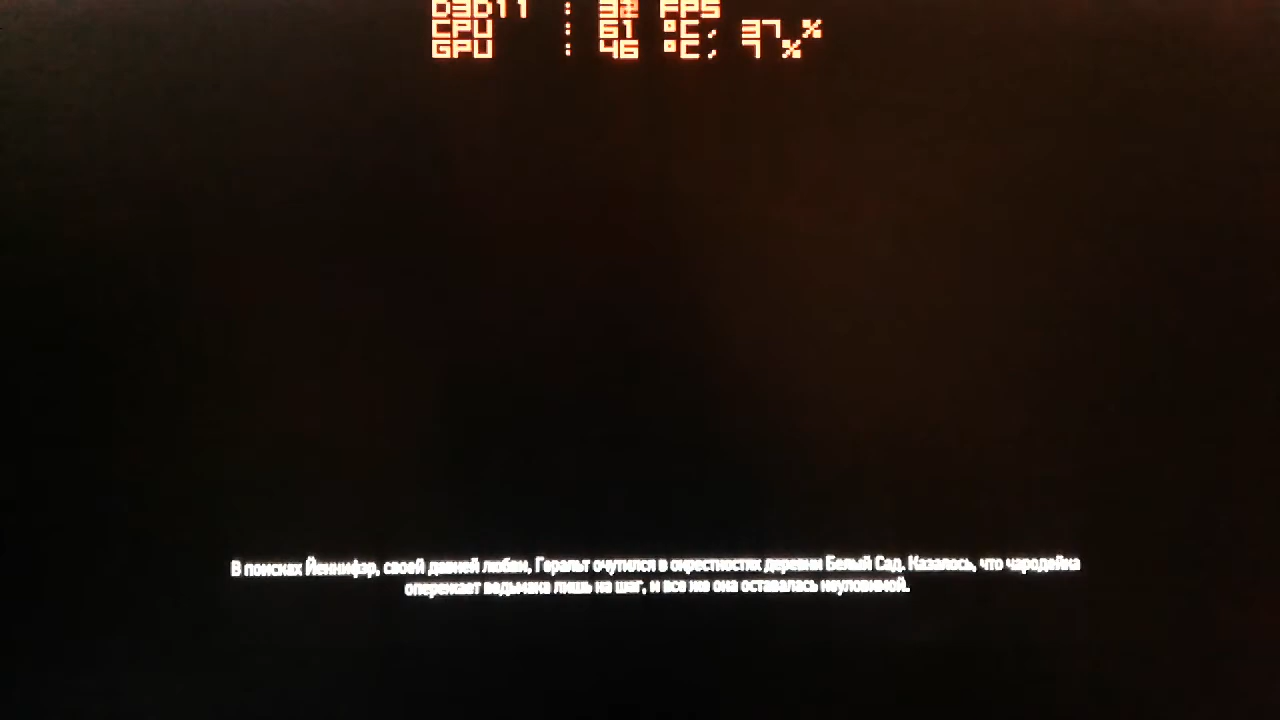 D3D11 : FPS
CPU : 61 °C, 37 %
GPU : 46 °C, 7 %
В поисках Йеннифэр, своей давней любви, Геральт очутился в окрестностях деревни Белый Сад. Казалось, что чародейка
опережает ведьмака лишь на шаг, и все же она оставалась неуловимой.